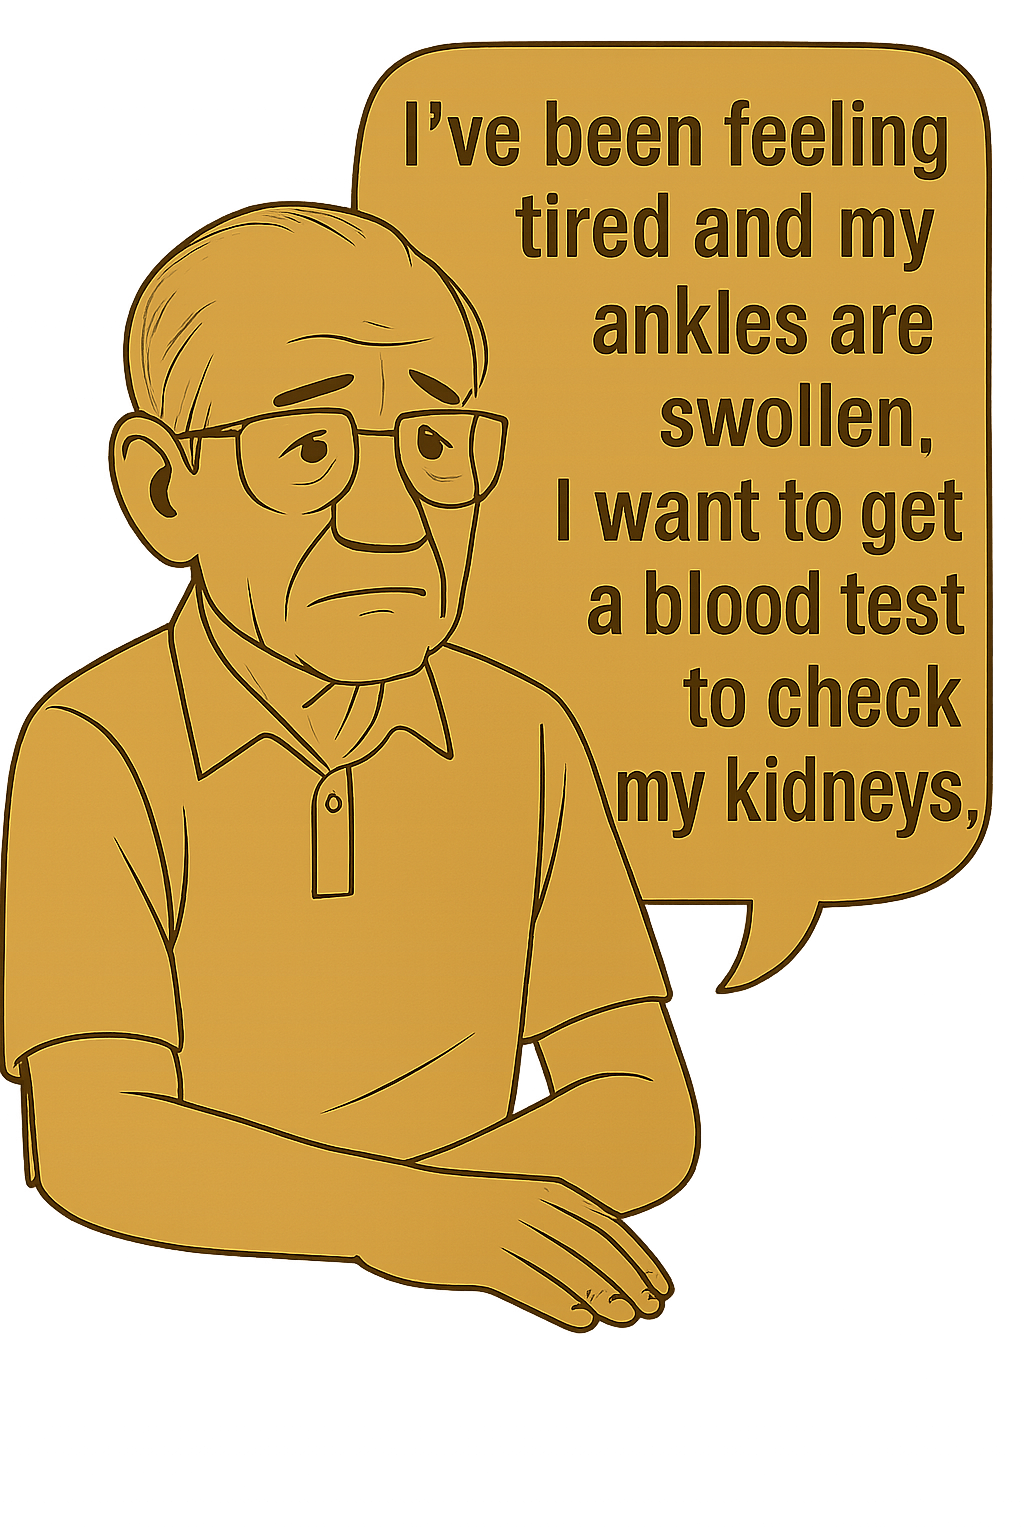 I’ve been feeling
tired and my
ankles are
swollen,
I want to get
a blood test
to check
my kidneys,